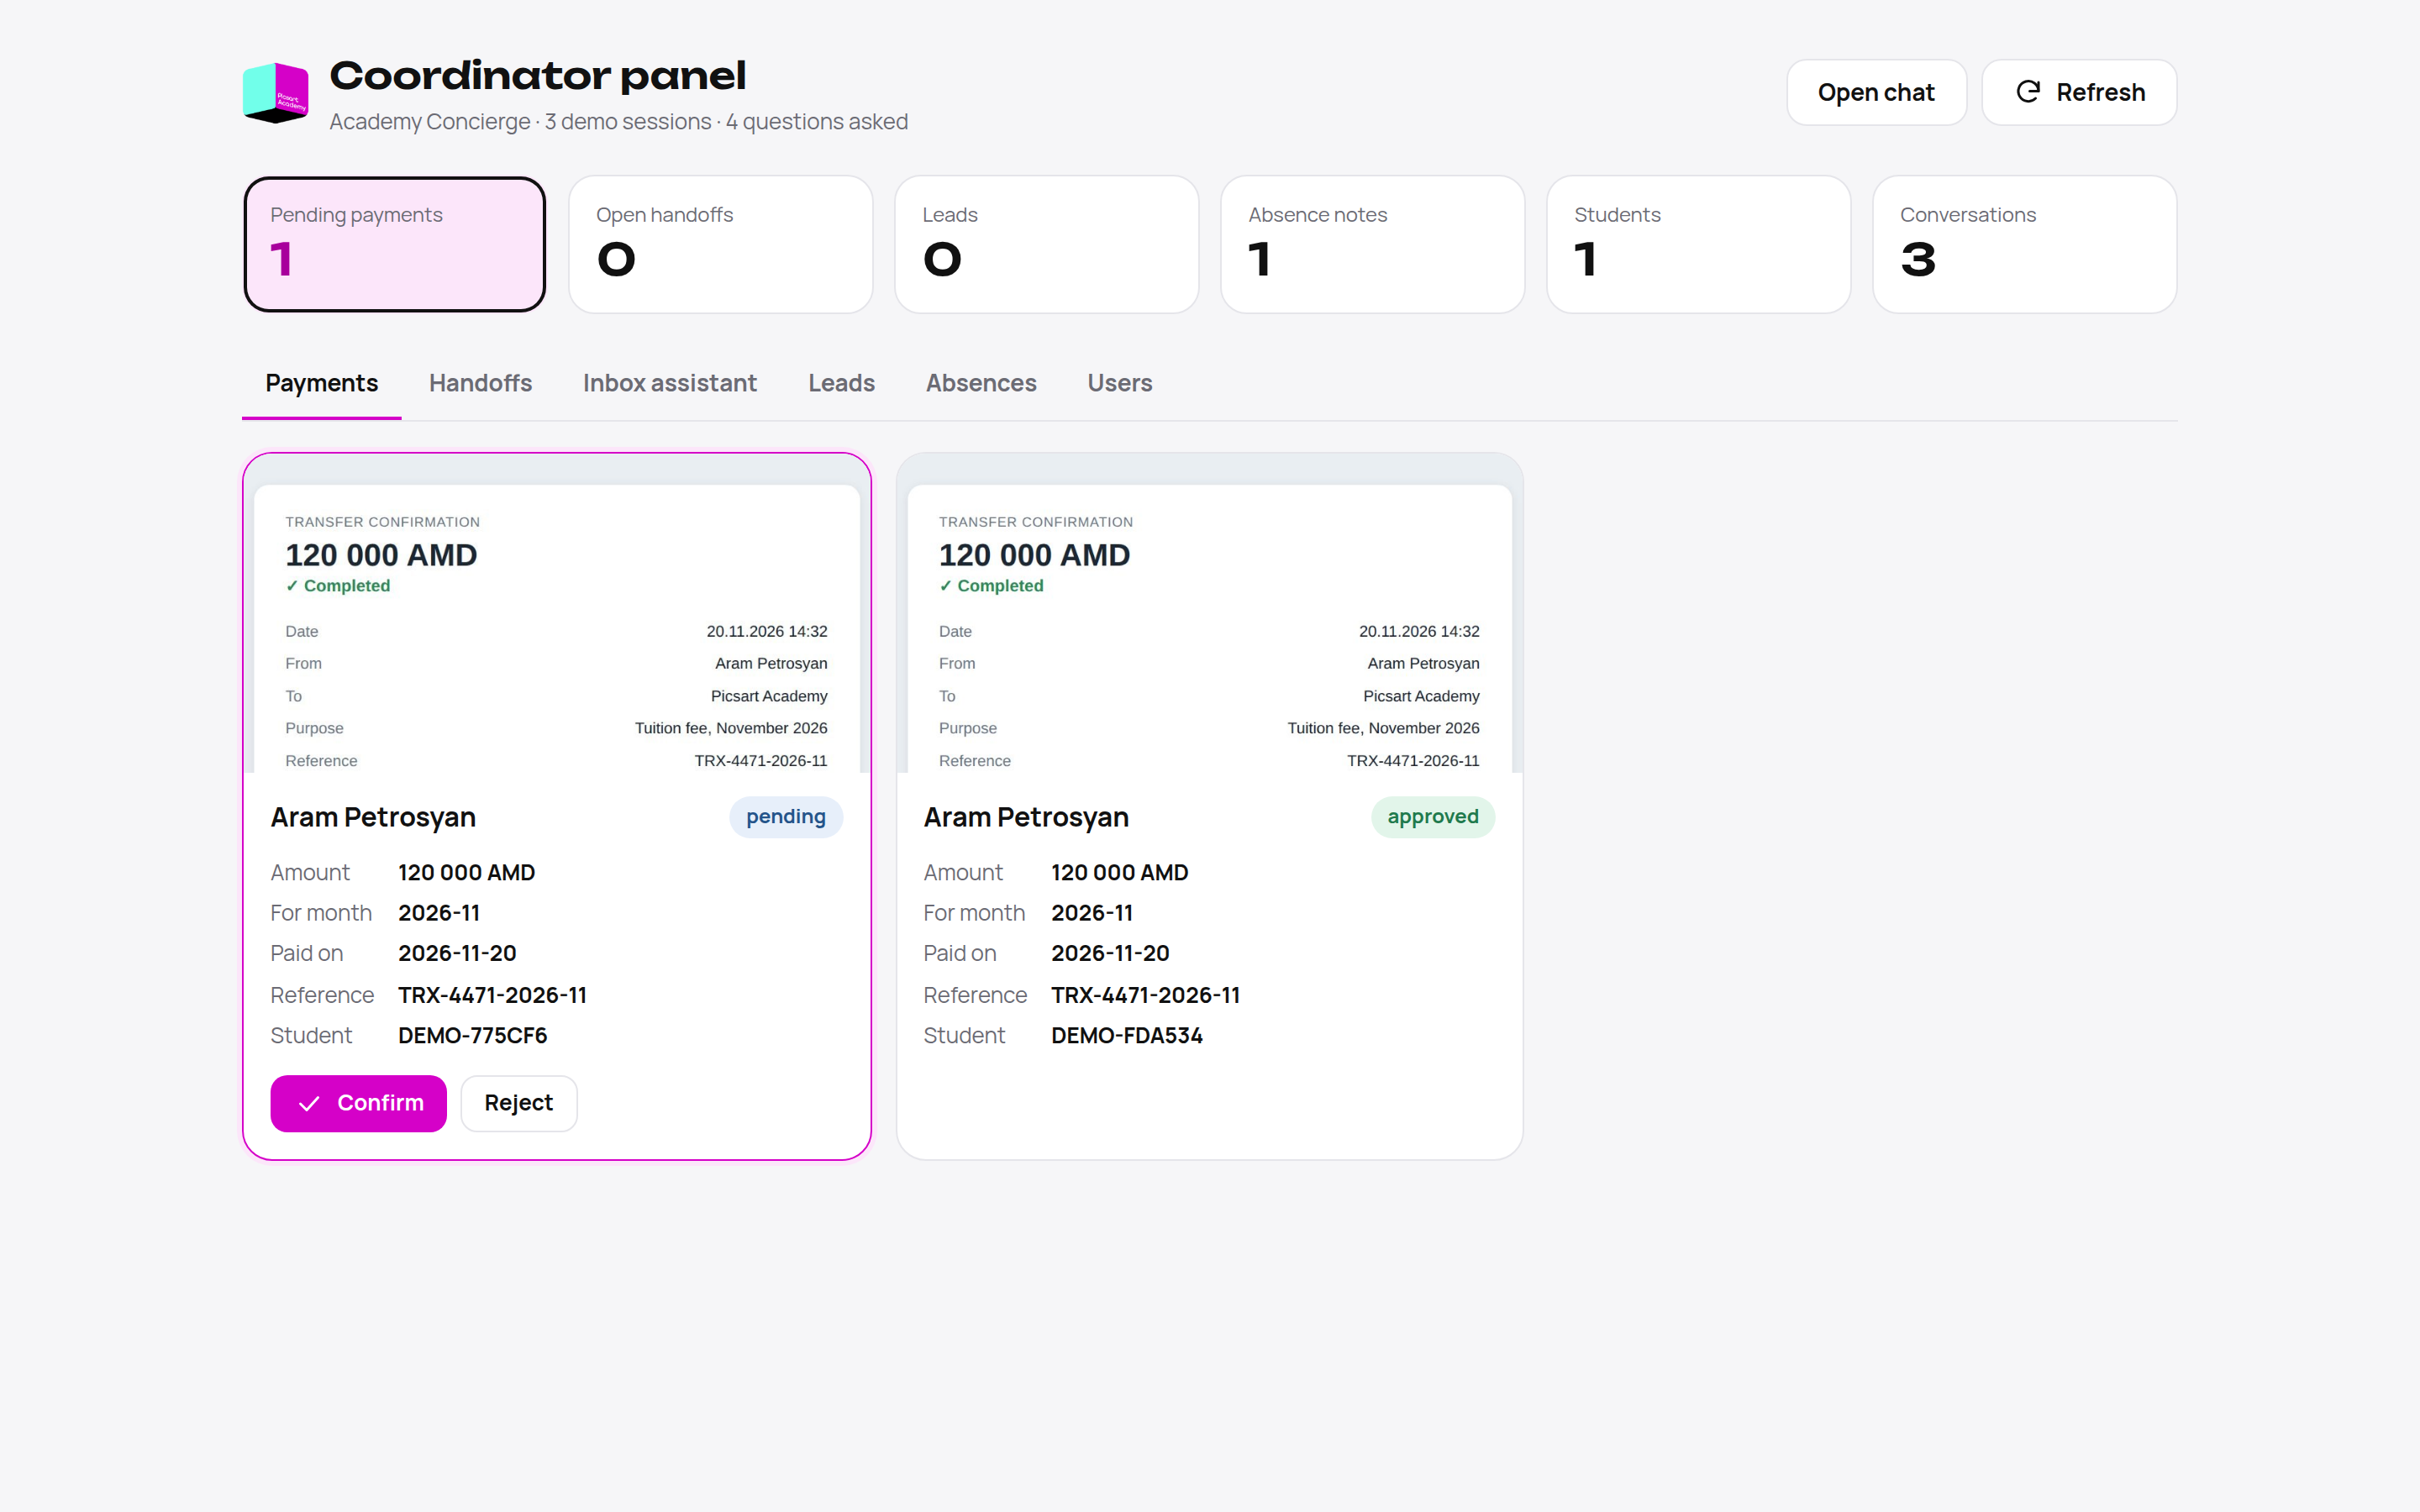 Picsart
Academy
Coordinator panel
Academy Concierge · 3 demo sessions · 4 questions asked
Open chat
Refresh
Pending payments
1
Open handoffs
0
Leads
0
Absence notes
1
Students
1
Conversations
3
Payments Handoffs Inbox assistant Leads Absences Users
TRANSFER CONFIRMATION
120 000 AMD
✓ Completed
Date 20.11.2026 14:32
From Aram Petrosyan
To Picsart Academy
Purpose Tuition fee, November 2026
Reference TRX-4471-2026-11
Aram Petrosyan pending
Amount 120 000 AMD
For month 2026-11
Paid on 2026-11-20
Reference TRX-4471-2026-11
Student DEMO-775CF6
Confirm Reject
TRANSFER CONFIRMATION
120 000 AMD
✓ Completed
Date 20.11.2026 14:32
From Aram Petrosyan
To Picsart Academy
Purpose Tuition fee, November 2026
Reference TRX-4471-2026-11
Aram Petrosyan approved
Amount 120 000 AMD
For month 2026-11
Paid on 2026-11-20
Reference TRX-4471-2026-11
Student DEMO-FDA534